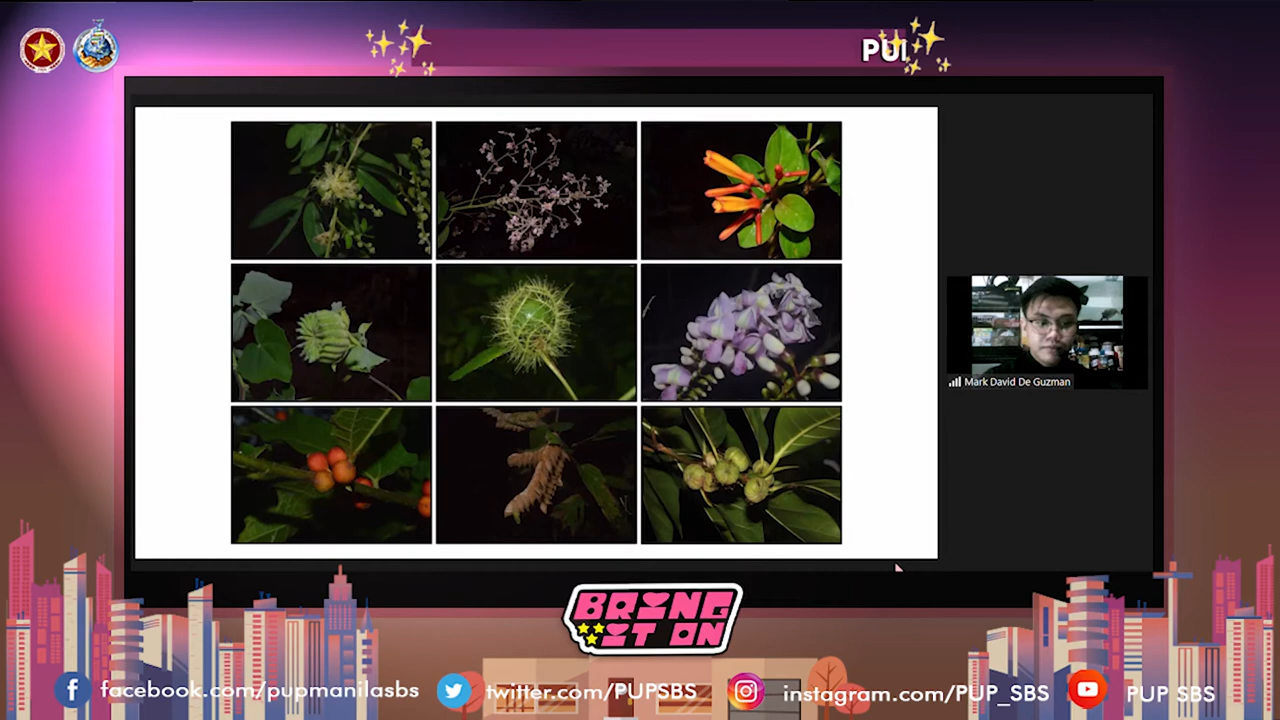 PUI
Mark David De Guzman
BRING
IT ON
facebook.com/pupmanilasbs
twitter.com/PUPSBS
instagram.com/PUP_SBS
PUP SBS